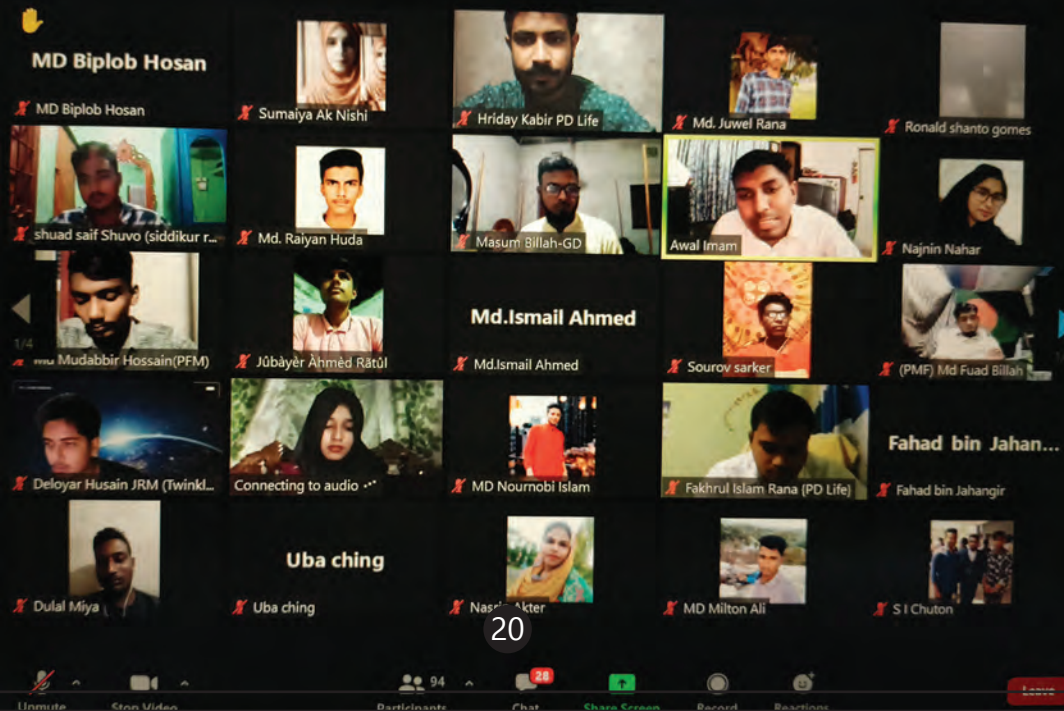 MD Biplob Hosan
MD Biplob Hosan
Sumaiya Ak Nishi
Hriday Kabir PD Life
Md. Juwel Rana
Ronald shanto gomes
shuad saif Shuvo (siddikur r...
Md. Raiyan Huda
Masum Billah-GD
Awal Imam
Najnin Nahar
1/4
Md Mudabbir Hossain(PFM)
Jûbàyèr Àhmèd Rãtûl
Md.Ismail Ahmed
Md.Ismail Ahmed
Sourov sarker
(PMF) Md Fuad Billah
Deloyar Husain JRM (Twinkl...
Connecting to audio ···
MD Nournobi Islam
Fakhrul Islam Rana (PD Life)
Fahad bin Jahan...
Fahad bin Jahangir
Dulal Miya
Uba ching
Uba ching
Akter
MD Milton Ali
S I Chuton
20
94
28
Unmute
Stop Video
Participants
Chat
Share Screen
Record
Reactions
Leave